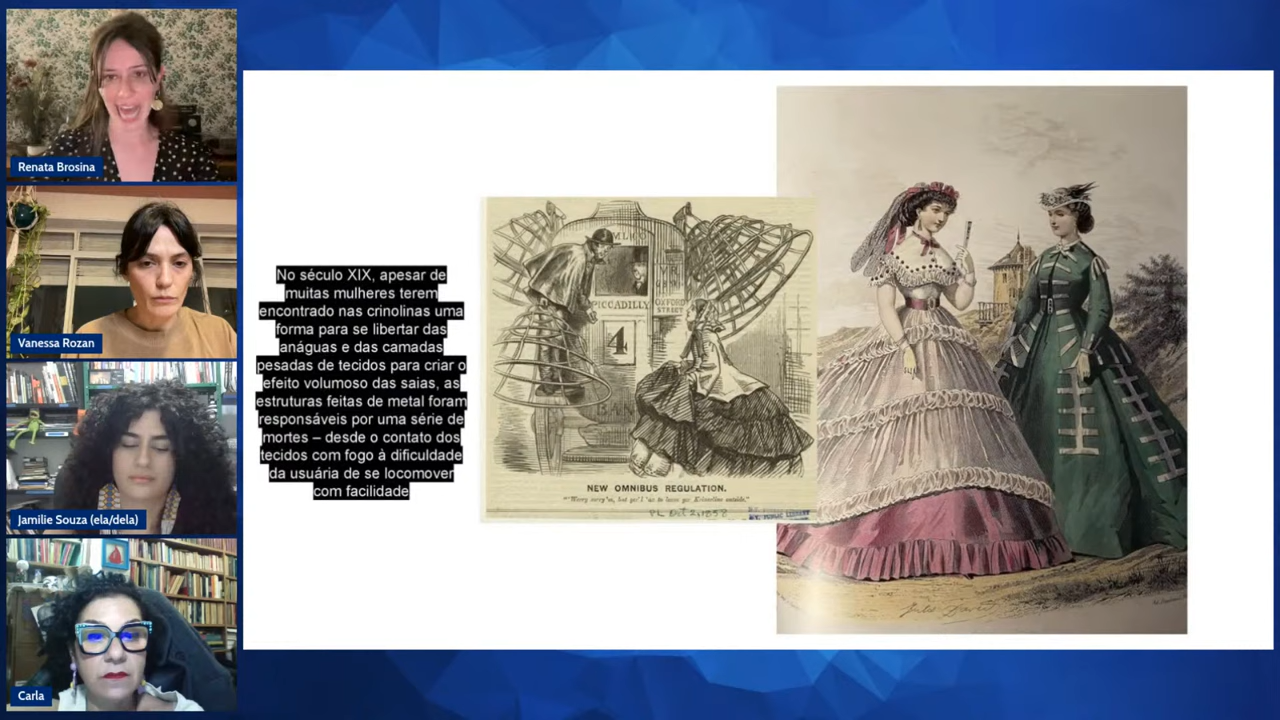 Renata Brosina
Vanessa Rozan
Jamilie Souza (ela/dela)
Carla
No século XIX, apesar de
muitas mulheres terem
encontrado nas crinolinas uma
forma para se libertar das
anáguas e das camadas
pesadas de tecidos para criar o
efeito volumoso das saias, as
estruturas feitas de metal foram
responsáveis por uma série de
mortes – desde o contato dos
tecidos com fogo à dificuldade
da usuária de se locomover
com facilidade
PICCADILLY
OXFORD
STREET
4
BAN
NEW OMNIBUS REGULATION.
Jules David